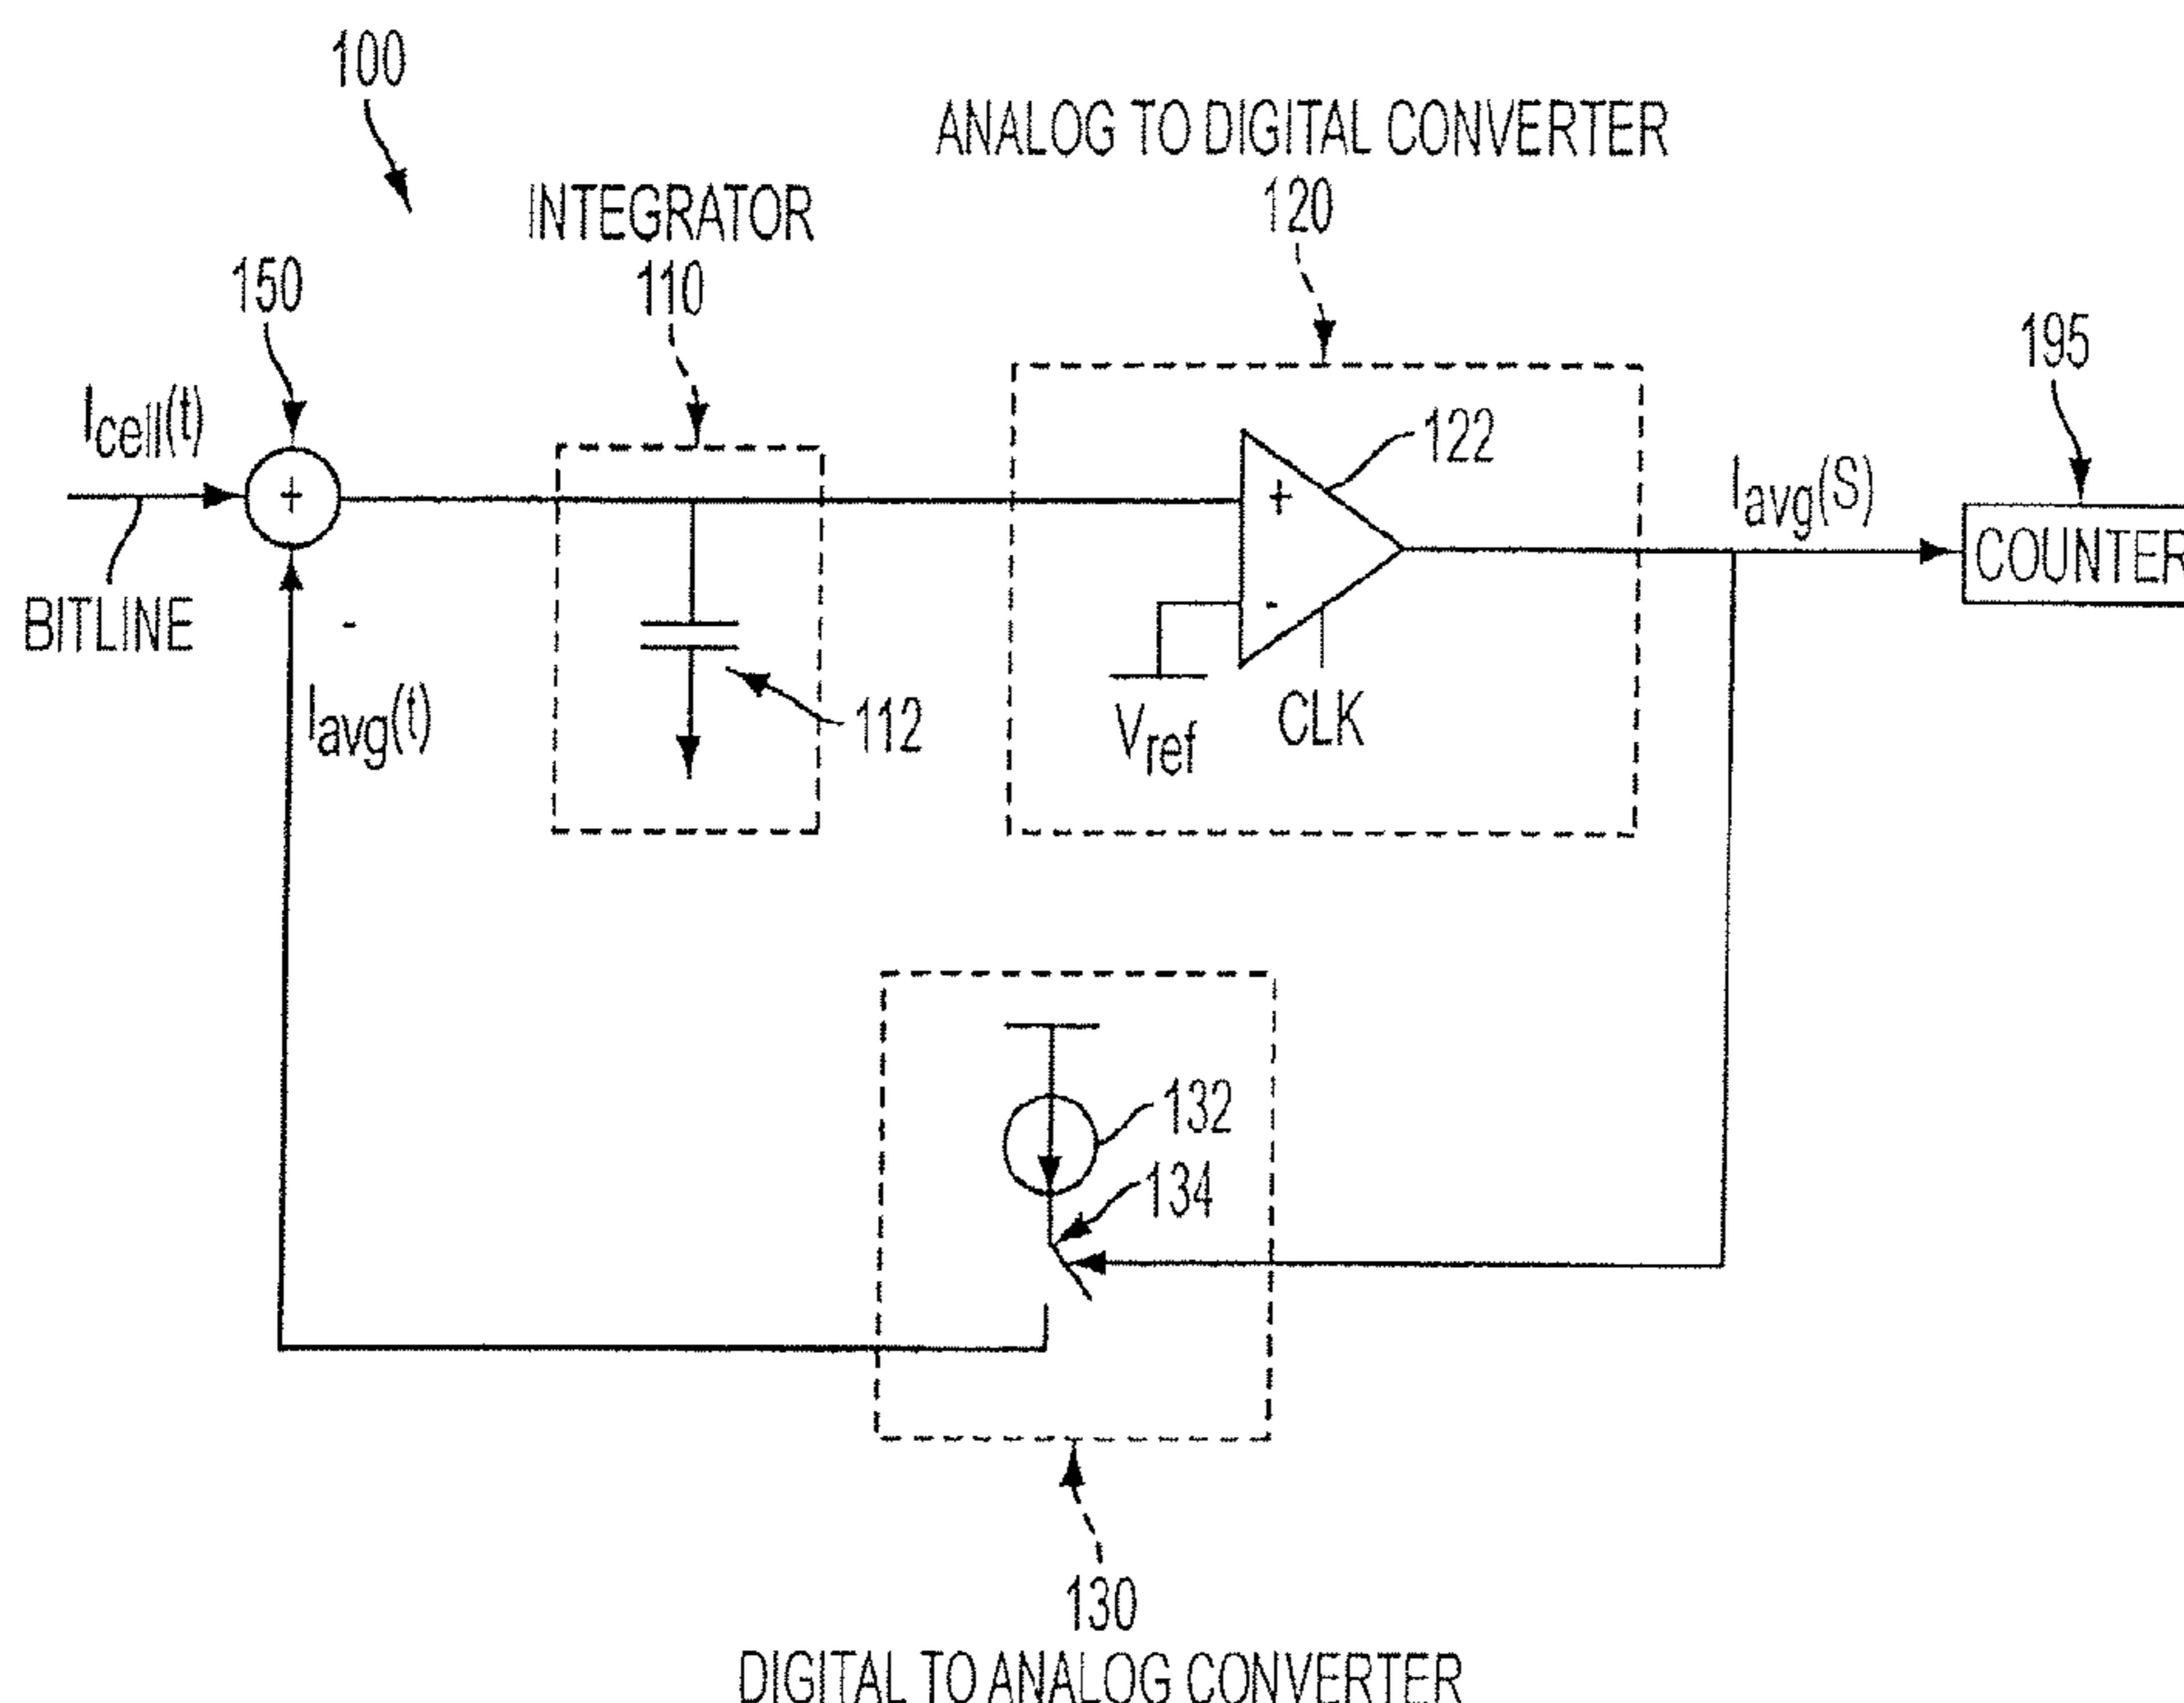 100
ANALOG TO DIGITAL CONVERTER
120
INTEGRATOR
110
150
195
Icell(t)
122
Iavg(S)
+
+
COUNTER
BITLINE
-
-
Iavg(t)
112
Vref
CLK
132
134
130
DIGITAL TO ANALOG CONVERTER